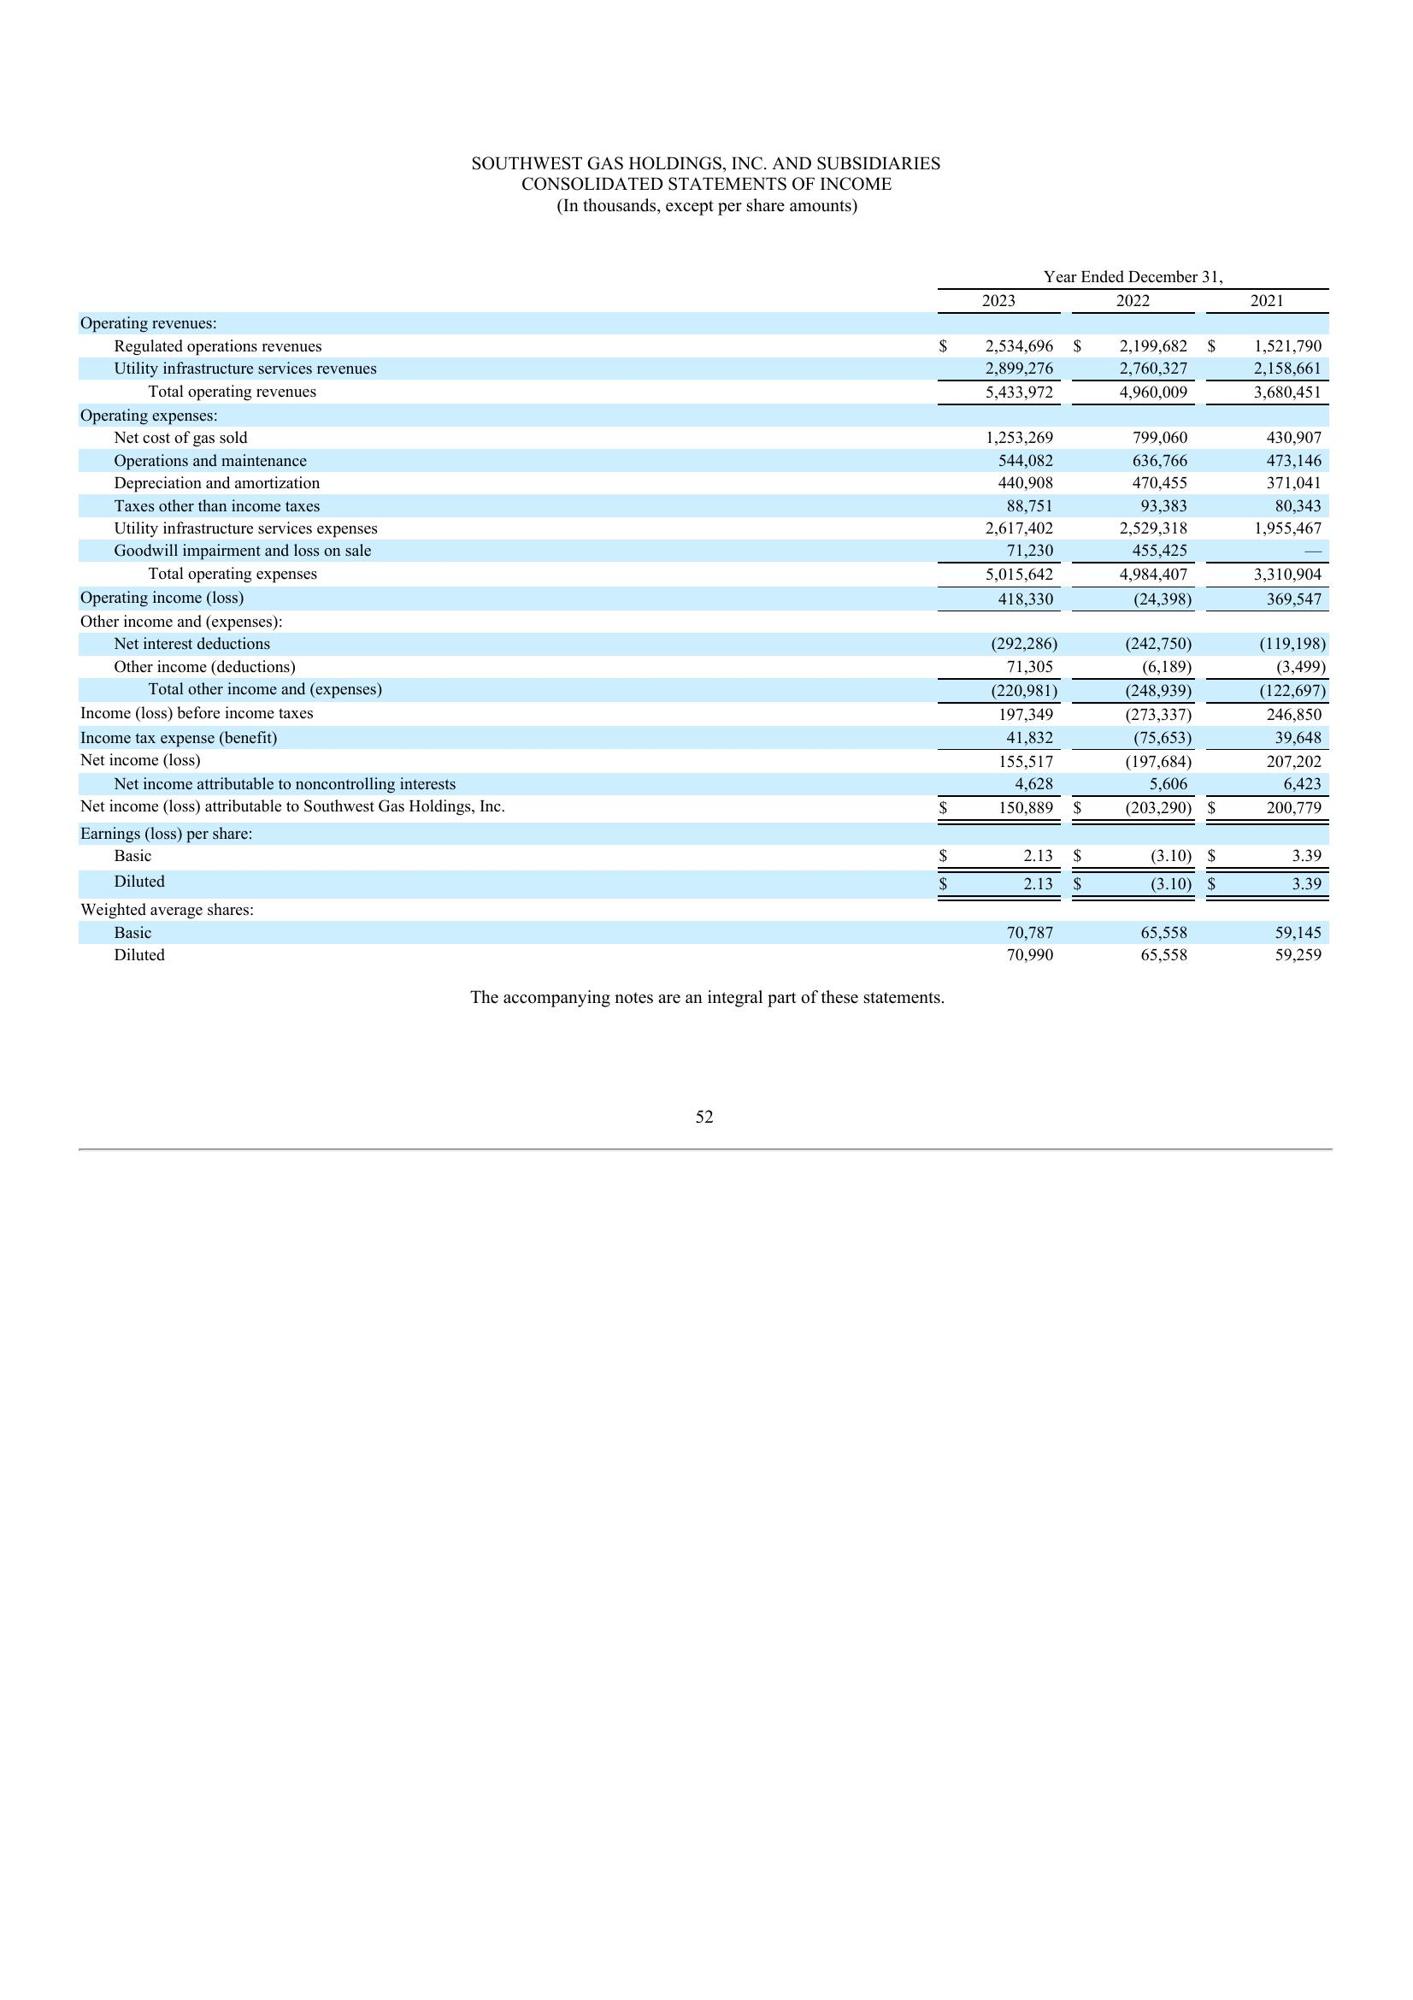 SOUTHWEST GAS HOLDINGS, INC. AND SUBSIDIARIES
CONSOLIDATED STATEMENTS OF INCOME
(In thousands, except per share amounts)
Year Ended December 31,
2023 2022 2021
Operating revenues:
Regulated operations revenues $ 2,534,696 $ 2,199,682 $ 1,521,790
Utility infrastructure services revenues 2,899,276 2,760,327 2,158,661
Total operating revenues 5,433,972 4,960,009 3,680,451
Operating expenses:
Net cost of gas sold 1,253,269 799,060 430,907
Operations and maintenance 544,082 636,766 473,146
Depreciation and amortization 440,908 470,455 371,041
Taxes other than income taxes 88,751 93,383 80,343
Utility infrastructure services expenses 2,617,402 2,529,318 1,955,467
Goodwill impairment and loss on sale 71,230 455,425 —
Total operating expenses 5,015,642 4,984,407 3,310,904
Operating income (loss) 418,330 (24,398) 369,547
Other income and (expenses):
Net interest deductions (292,286) (242,750) (119,198)
Other income (deductions) 71,305 (6,189) (3,499)
Total other income and (expenses) (220,981) (248,939) (122,697)
Income (loss) before income taxes 197,349 (273,337) 246,850
Income tax expense (benefit) 41,832 (75,653) 39,648
Net income (loss) 155,517 (197,684) 207,202
Net income attributable to noncontrolling interests 4,628 5,606 6,423
Net income (loss) attributable to Southwest Gas Holdings, Inc. $ 150,889 $ (203,290) $ 200,779
Earnings (loss) per share:
Basic $ 2.13 $ (3.10) $ 3.39
Diluted $ 2.13 $ (3.10) $ 3.39
Weighted average shares:
Basic 70,787 65,558 59,145
Diluted 70,990 65,558 59,259
The accompanying notes are an integral part of these statements.
52